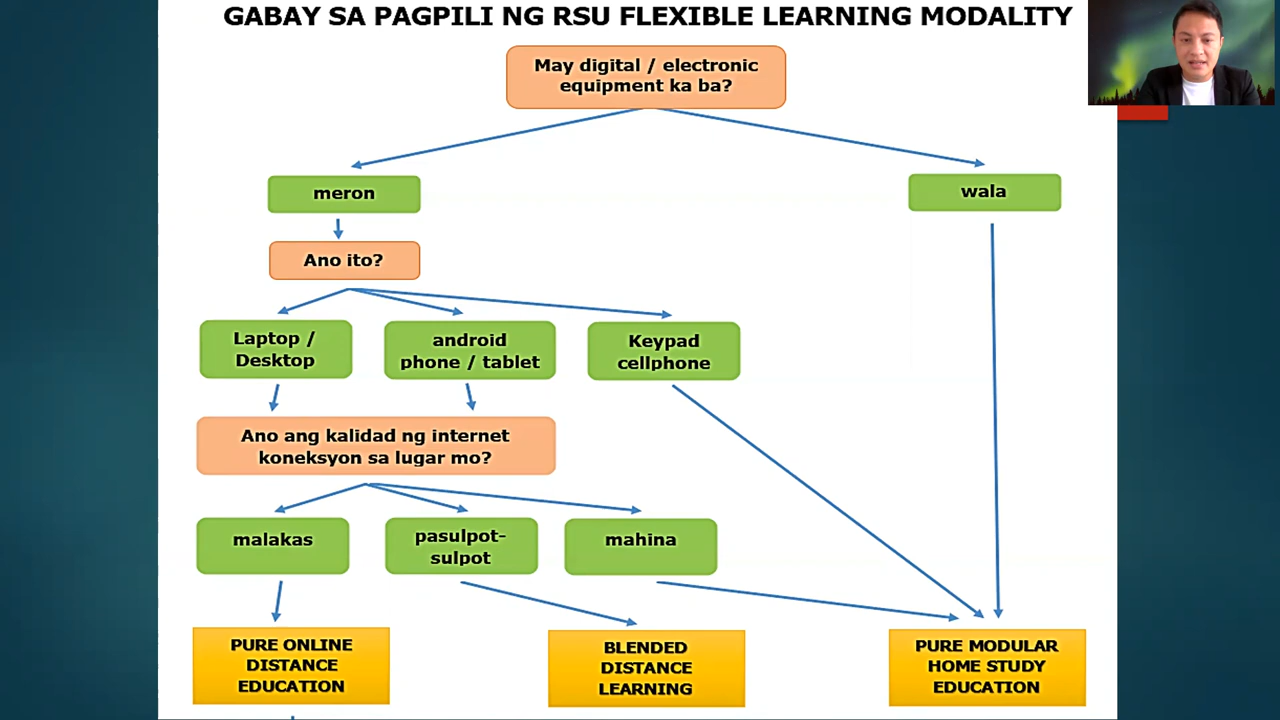 GABAY SA PAGPILI NG RSU FLEXIBLE LEARNING MODALITY
May digital / electronic
equipment ka ba?
meron
wala
Ano ito?
Laptop /
Desktop
android
phone / tablet
Keypad
cellphone
Ano ang kalidad ng internet
koneksyon sa lugar mo?
malakas
pasulpot-
sulpot
mahina
PURE ONLINE
DISTANCE
EDUCATION
BLENDED
DISTANCE
LEARNING
PURE MODULAR
HOME STUDY
EDUCATION